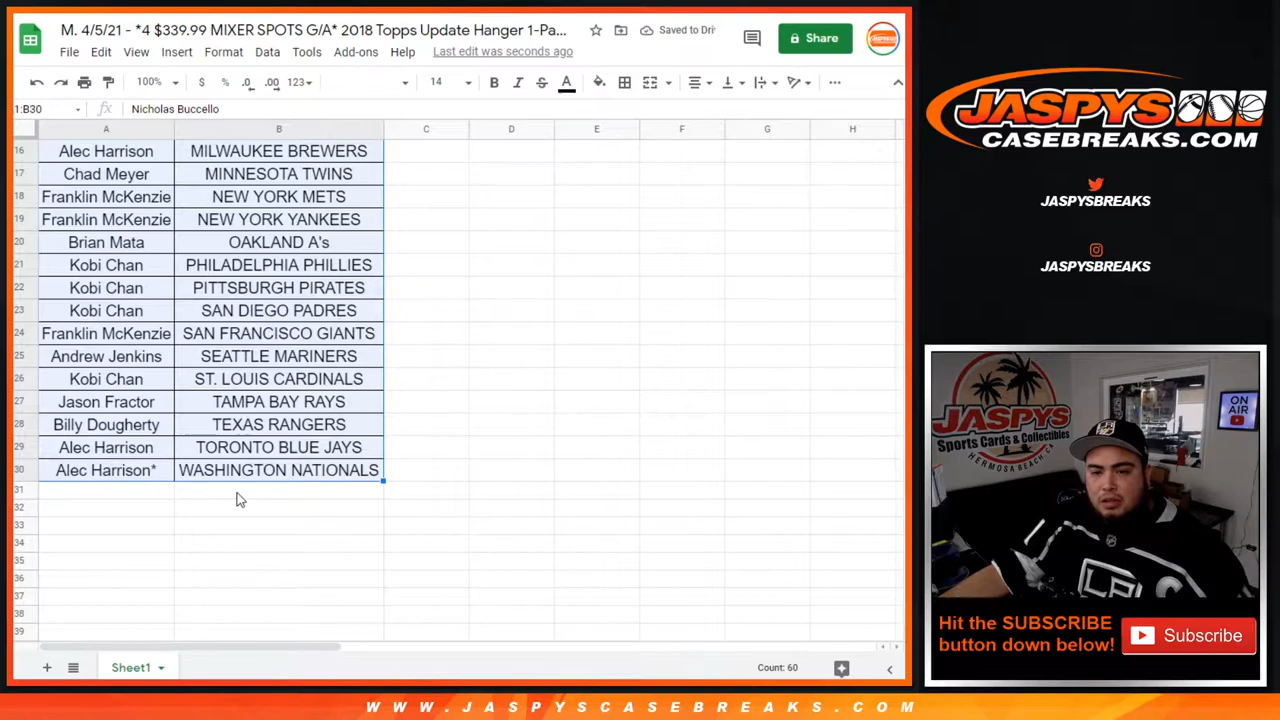 M. 4/5/21 - *4 $339.99 MIXER SPOTS G/A* 2018 Topps Update Hanger 1-Pa...
Saved to Dri
Share
File Edit View Insert Format Data Tools Add-ons Help Last edit was seconds ago
100% $ % .0 .00 123 14 B I S A
1:B30 fx Nicholas Buccello
A B C D E F G H
16 Alec Harrison MILWAUKEE BREWERS
17 Chad Meyer MINNESOTA TWINS
18 Franklin McKenzie NEW YORK METS
19 Franklin McKenzie NEW YORK YANKEES
20 Brian Mata OAKLAND A's
21 Kobi Chan PHILADELPHIA PHILLIES
22 Kobi Chan PITTSBURGH PIRATES
23 Kobi Chan SAN DIEGO PADRES
24 Franklin McKenzie SAN FRANCISCO GIANTS
25 Andrew Jenkins SEATTLE MARINERS
26 Kobi Chan ST. LOUIS CARDINALS
27 Jason Fractor TAMPA BAY RAYS
28 Billy Dougherty TEXAS RANGERS
29 Alec Harrison TORONTO BLUE JAYS
30 Alec Harrison* WASHINGTON NATIONALS
31
32
33
34
35
36
37
38
39
Sheet1
Count: 60
JASPYS
CASEBREAKS.COM
JASPYSBREAKS
JASPYSBREAKS
JASPYS
Sports Cards & Collectibles
HERMOSA BEACH, CA
ON
AIR
LA
C
Hit the SUBSCRIBE
button down below!
Subscribe
WWW.JASPYSCASEBREAKS.COM